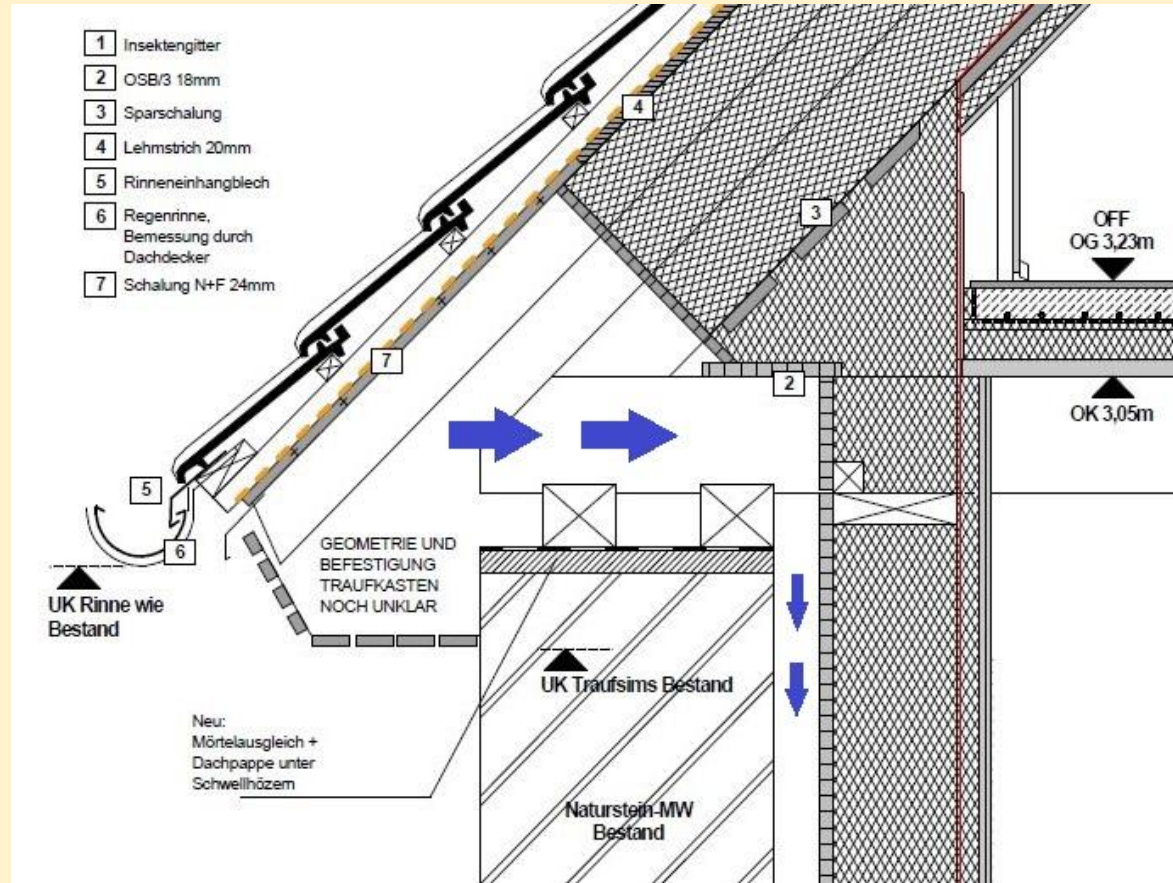 1 Insektengitter
2 OSB/3 18mm
3 Sparschalung
4 Lehmstrich 20mm
5 Rinneneinhangblech
6 Regenrinne,
Bemessung durch
Dachdecker
7 Schalung N+F 24mm
4
3
OFF
OG 3,23m
7
2
OK 3,05m
5
6
GEOMETRIE UND
BEFESTIGUNG
TRAUFKASTEN
NOCH UNKLAR
UK Rinne wie
Bestand
UK Traufsims Bestand
Neu:
Mörtelausgleich +
Dachpappe unter
Schwellhözern
Naturstein-MW
Bestand